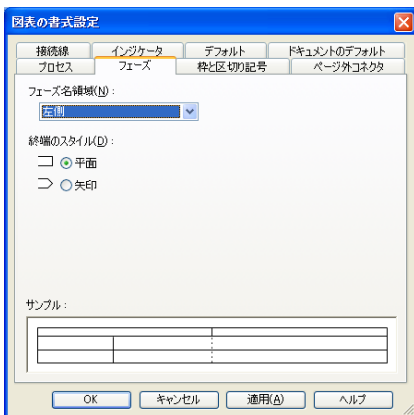 図表の書式設定
接続線 インジケータ デフォルト ドキュメントのデフォルト
プロセス フェーズ 枠と区切り記号 ページ外コネクタ
フェーズ名領域(N):
左側
終端のスタイル(D):
平面
矢印
サンプル:
OK キャンセル 適用(A) ヘルプ